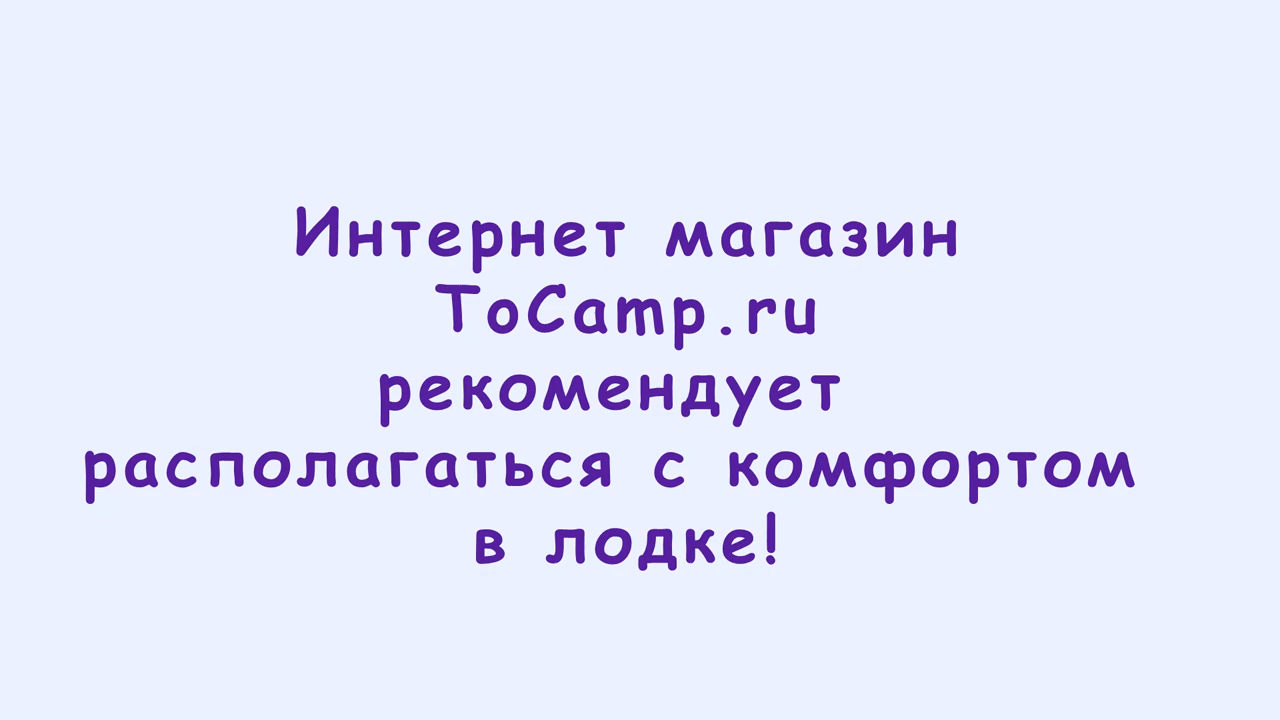 Интернет магазин
ToCamp.ru
рекомендует
располагаться с комфортом
в лодке!